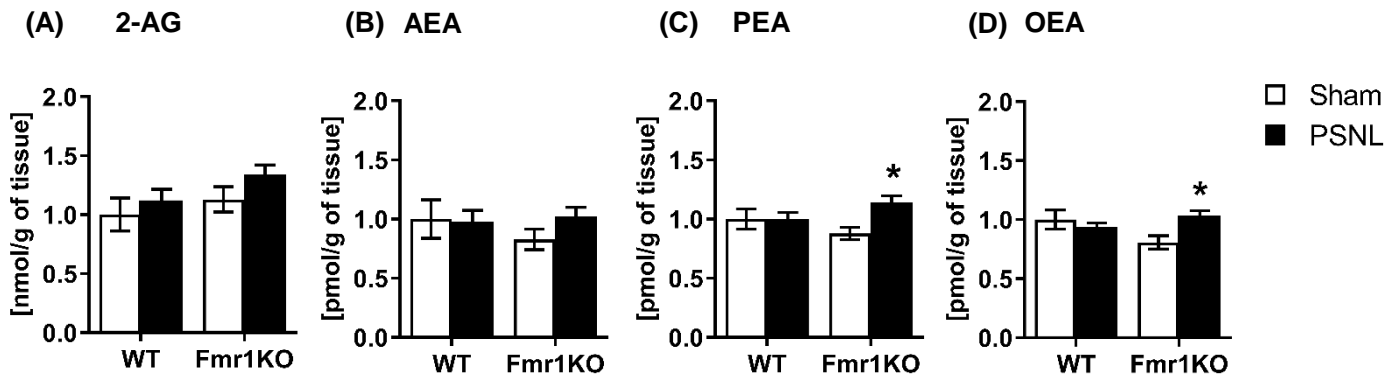 (A) 2-AG
[nmol/g of tissue]
2.0
1.5
1.0
0.5
0.0
WT Fmr1KO
(B) AEA
[pmol/g of tissue]
2.0
1.5
1.0
0.5
0.0
WT Fmr1KO
(C) PEA
[pmol/g of tissue]
2.0
1.5
1.0
0.5
0.0
*
WT Fmr1KO
(D) OEA
[pmol/g of tissue]
2.0
1.5
1.0
0.5
0.0
*
WT Fmr1KO
Sham
PSNL